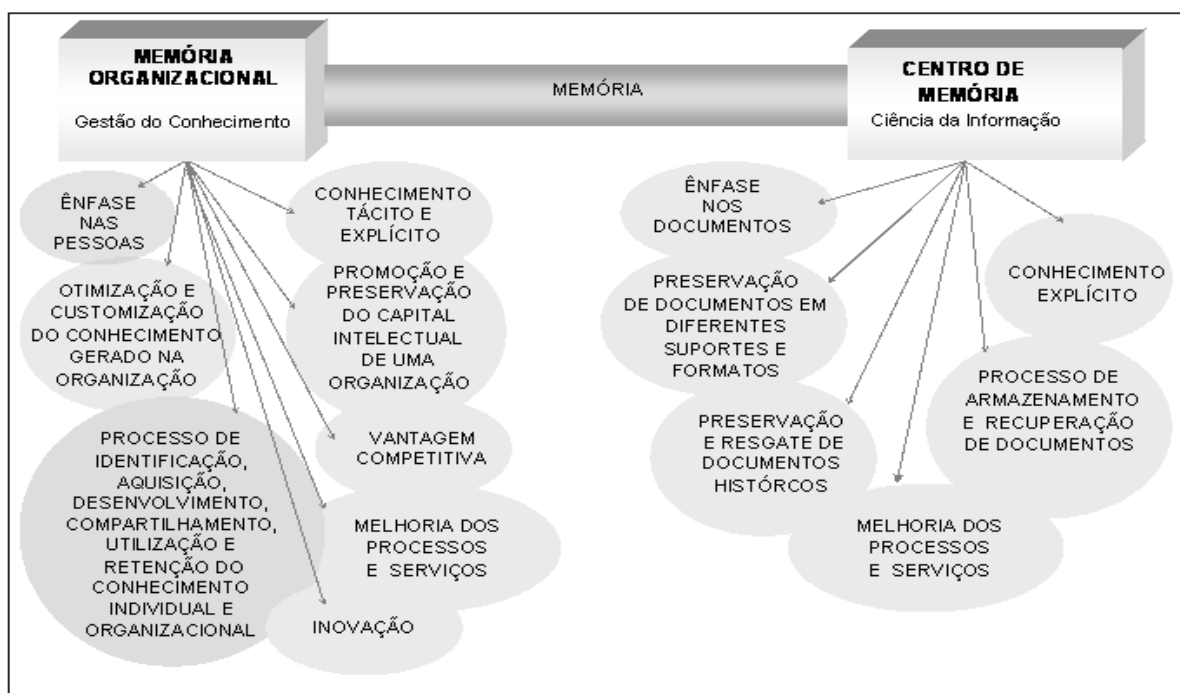 MEMÓRIA
ORGANIZACIONAL
Gestão do Conhecimento
MEMÓRIA
CENTRO DE
MEMÓRIA
Ciência da Informação
ÊNFASE
NAS
PESSOAS
CONHECIMENTO
TÁCITO E
EXPLÍCITO
OTIMIZAÇÃO E
CUSTOMIZAÇÃO
DO CONHECIMENTO
GERADO NA
ORGANIZAÇÃO
PROMOÇÃO E
PRESERVAÇÃO
DO CAPITAL
INTELECTUAL
DE UMA
ORGANIZAÇÃO
PROCESSO DE
IDENTIFICAÇÃO,
AQUISIÇÃO,
DESENVOLVIMENTO,
COMPARTILHAMENTO,
UTILIZAÇÃO E
RETENÇÃO DO
CONHECIMENTO
INDIVIDUAL E
ORGANIZACIONAL
VANTAGEM
COMPETITIVA
MELHORIA DOS
PROCESSOS
E SERVIÇOS
INOVAÇÃO
ÊNFASE
NOS
DOCUMENTOS
PRESERVAÇÃO
DE DOCUMENTOS EM
DIFERENTES
SUPORTES E
FORMATOS
PRESERVAÇÃO
E RESGATE DE
DOCUMENTOS
HISTÓRCOS
MELHORIA DOS
PROCESSOS
E SERVIÇOS
PROCESSO DE
ARMAZENAMENTO
E RECUPERAÇÃO
DE DOCUMENTOS
CONHECIMENTO
EXPLÍCITO